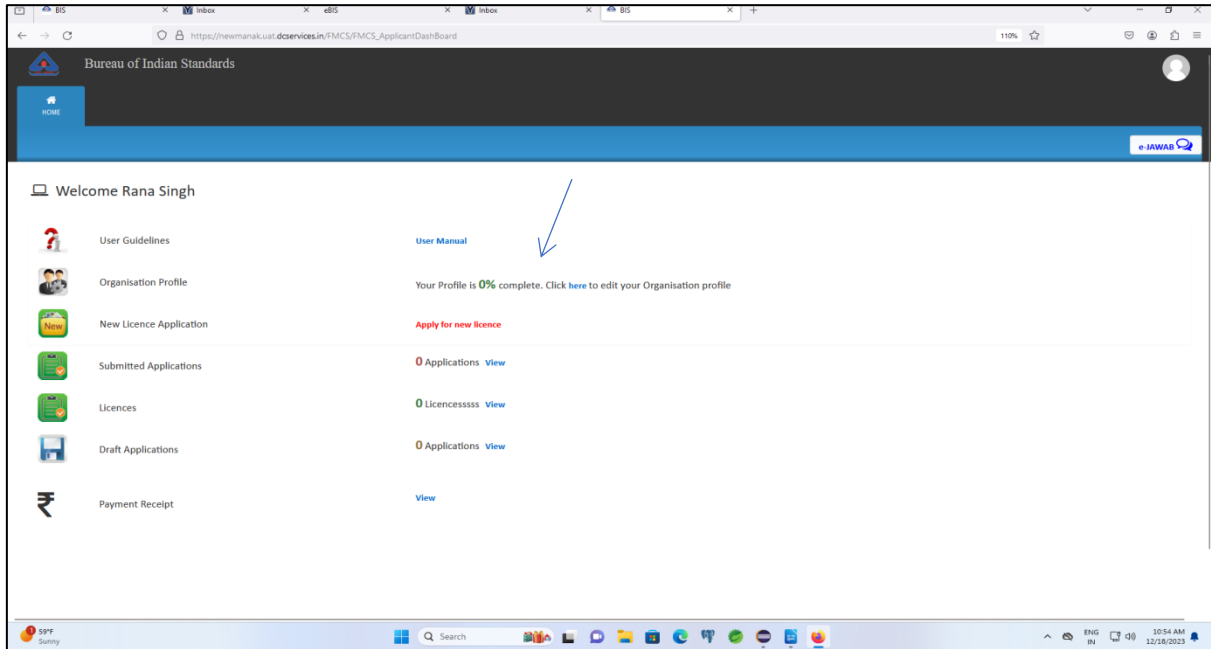 BIS
Inbox
eBIS
Inbox
BIS
https://newmanak.uat.dcservices.in/FMCS/FMCS_ApplicantDashBoard
110%
Bureau of Indian Standards
HOME
e-JAWAB
Welcome Rana Singh
User Guidelines User Manual
Organisation Profile Your Profile is 0% complete. Click here to edit your Organisation profile
New New Licence Application Apply for new licence
Submitted Applications 0 Applications View
Licences 0 Licencesssss View
Draft Applications 0 Applications View
₹ Payment Receipt View
1 59°F
Sunny
Search
ENG
IN
10:54 AM
12/18/2023